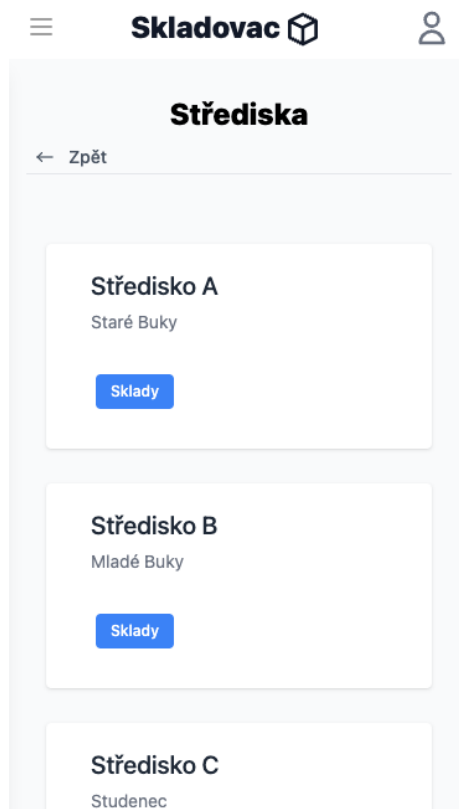 Skladovac
Střediska
← Zpět
Středisko A
Staré Buky
Sklady
Středisko B
Mladé Buky
Sklady
Středisko C
Studenec